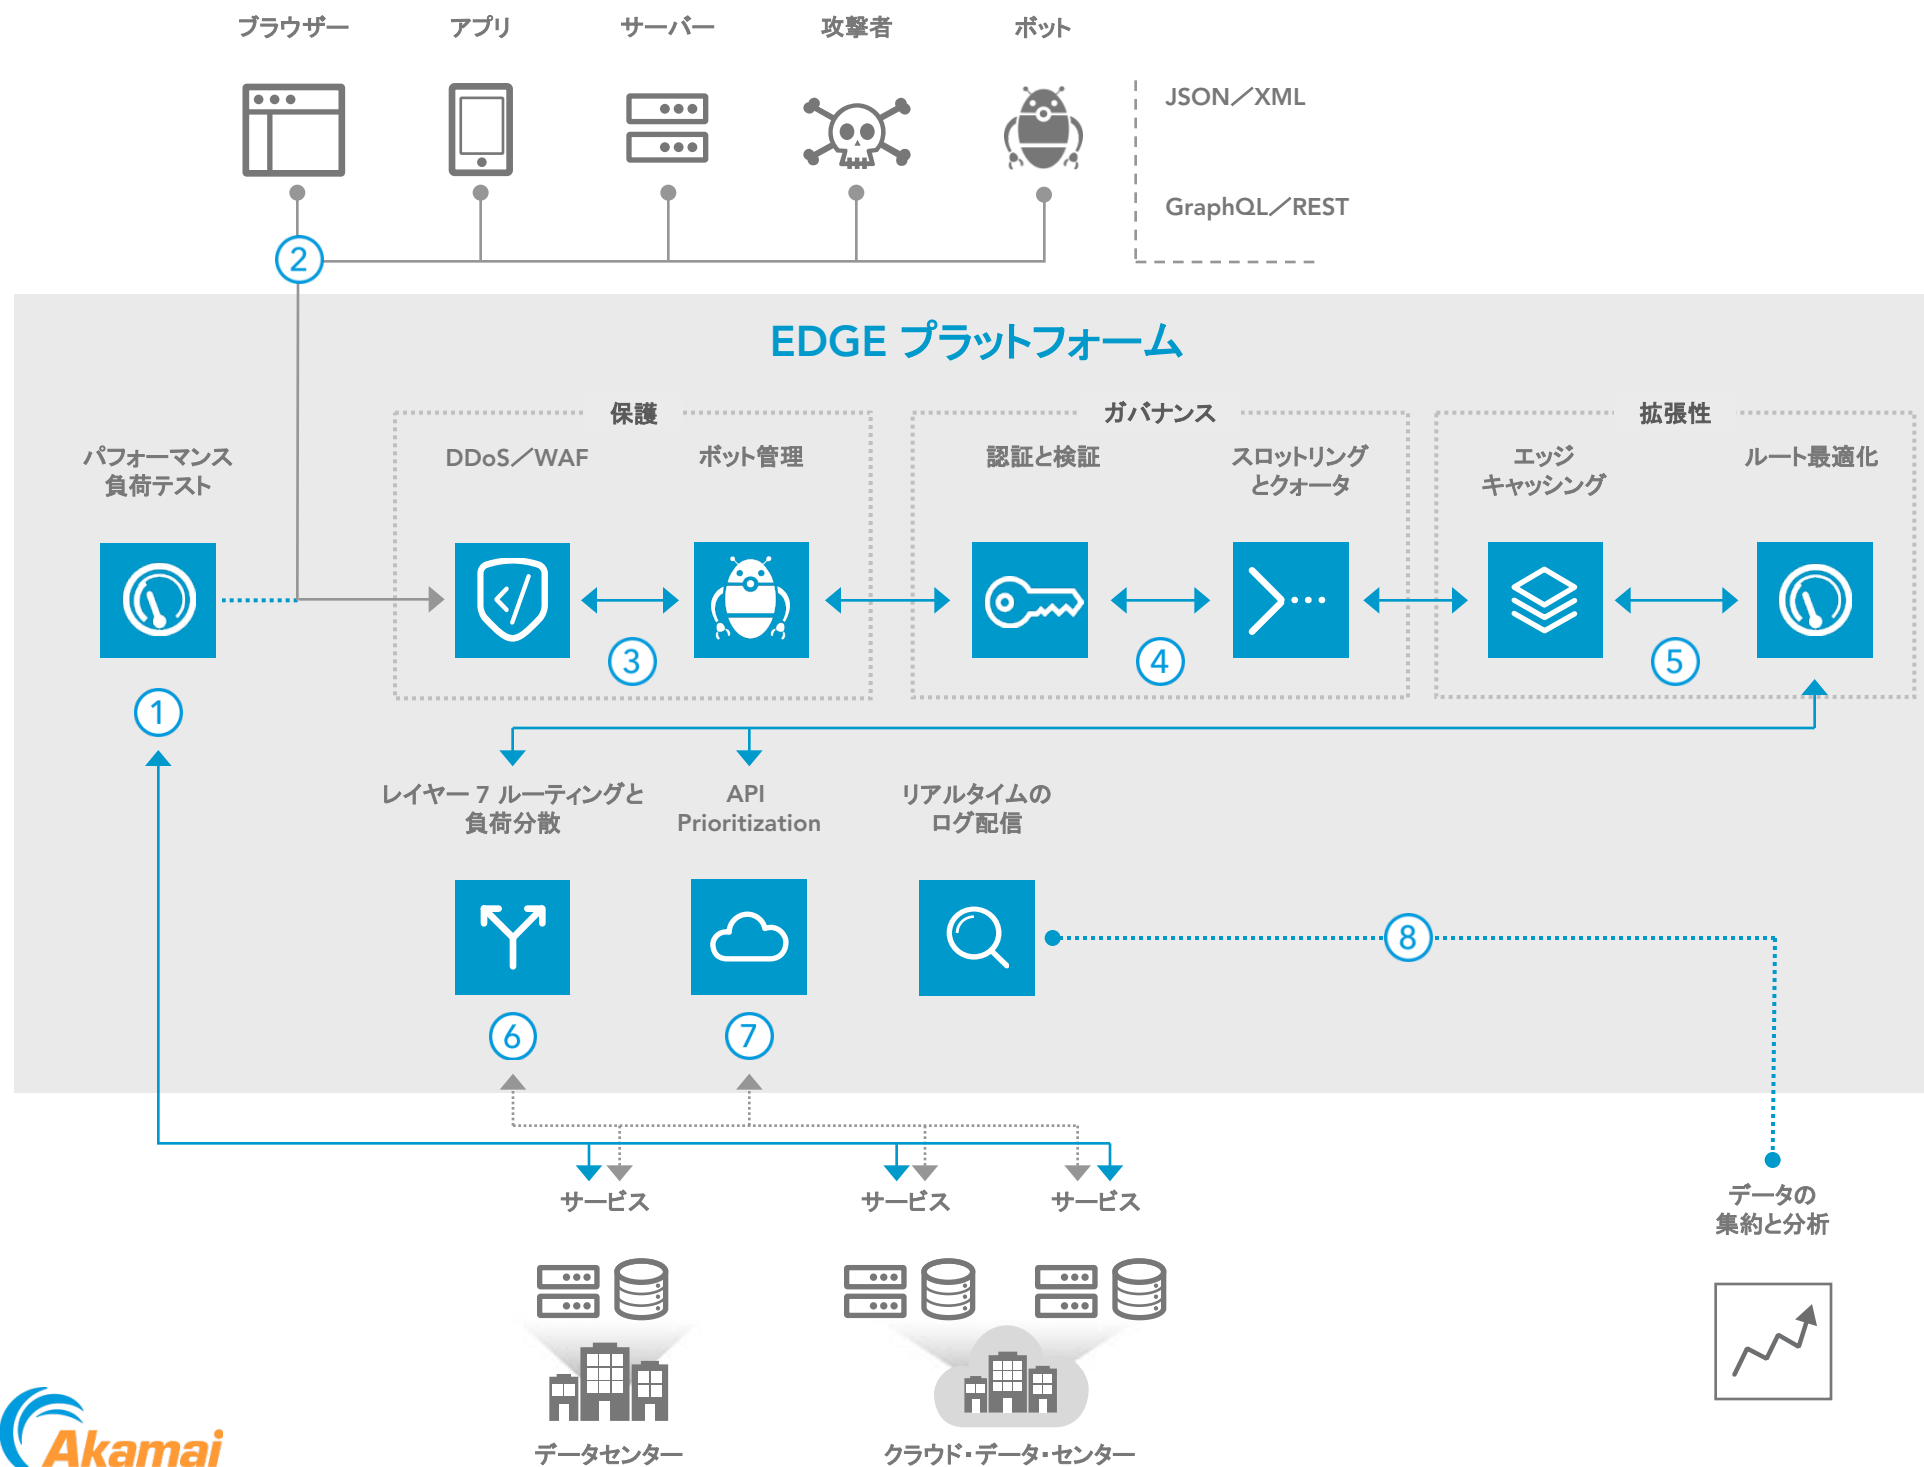 ブラウザー
アプリ
サーバー
攻撃者
ボット
JSON／XML
GraphQL／REST
2
EDGE プラットフォーム
保護
ガバナンス
拡張性
パフォーマンス
負荷テスト
DDoS／WAF
ボット管理
認証と検証
スロットリング
とクォータ
エッジ
キャッシング
ルート最適化
3
4
5
1
レイヤー 7 ルーティングと
負荷分散
API
Prioritization
リアルタイムの
ログ配信
8
6
7
サービス
サービス
サービス
データの
集約と分析
データセンター
クラウド・データ・センター
Akamai